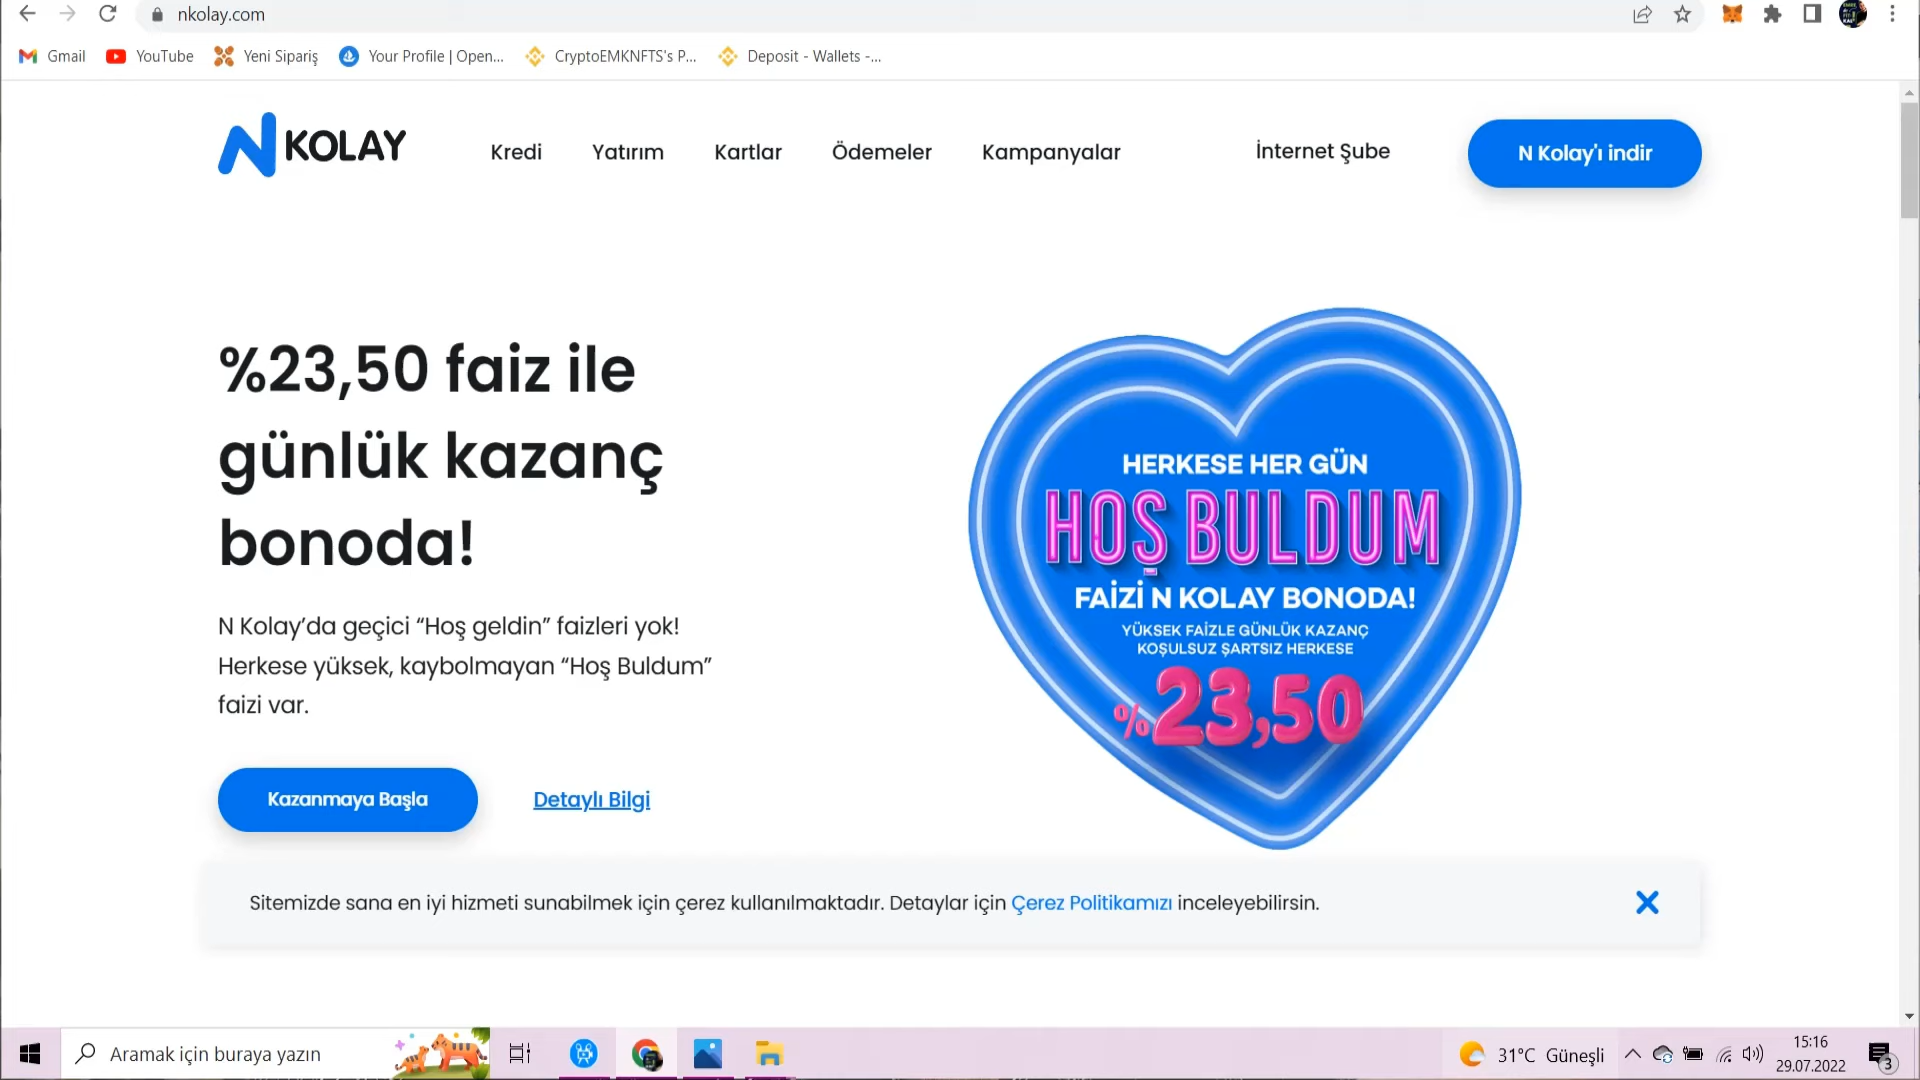 nkolay.com
Gmail YouTube Yeni Sipariş Your Profile | Open... CryptoEMKNFTS's P... Deposit - Wallets -...
N KOLAY Kredi Yatırım Kartlar Ödemeler Kampanyalar İnternet Şube N Kolay'ı indir
%23,50 faiz ile
günlük kazanç
bonoda!
N Kolay’da geçici “Hoş geldin” faizleri yok!
Herkese yüksek, kaybolmayan “Hoş Buldum”
faizi var.
Kazanmaya Başla Detaylı Bilgi
HERKESE HER GÜN
HOŞ BULDUM
FAİZİ N KOLAY BONODA!
YÜKSEK FAİZLE GÜNLÜK KAZANÇ
KOŞULSUZ ŞARTSIZ HERKESE
%23,50
Sitemizde sana en iyi hizmeti sunabilmek için çerez kullanılmaktadır. Detaylar için Çerez Politikamızı inceleyebilirsin.
Aramak için buraya yazın 31°C Güneşli 15:16
29.07.2022 3